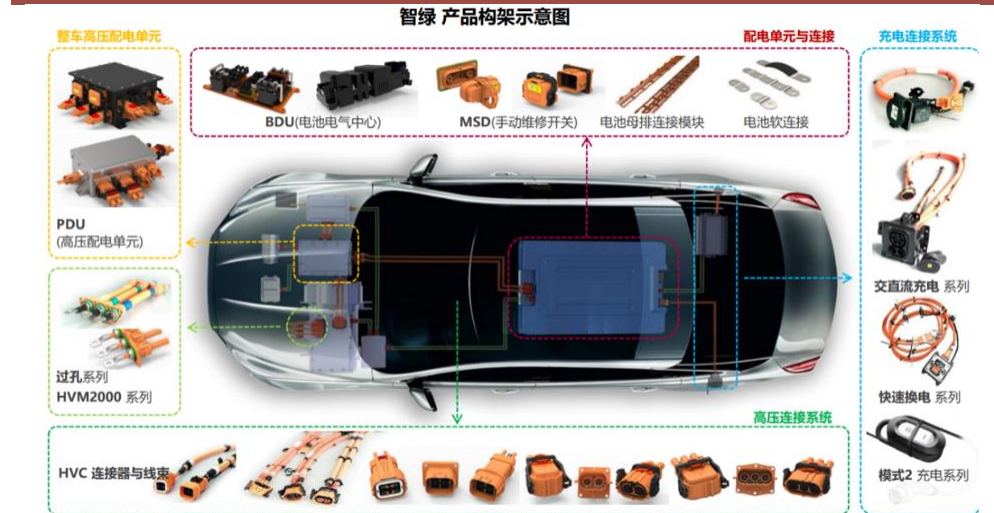 智绿 产品构架示意图
整车高压配电单元
配电单元与连接
充电连接系统
BDU(电池电气中心)
MSD(手动维修开关)
电池母排连接模块
电池软连接
PDU
(高压配电单元)
交直流充电 系列
过孔系列
HVM2000 系列
快速换电 系列
高压连接系统
HVC 连接器与线束
模式2 充电系列